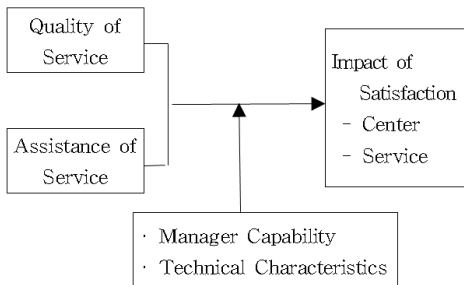 Quality of
Service
Assistance of
Service
Impact of
Satisfaction
- Center
- Service
· Manager Capability
· Technical Characteristics